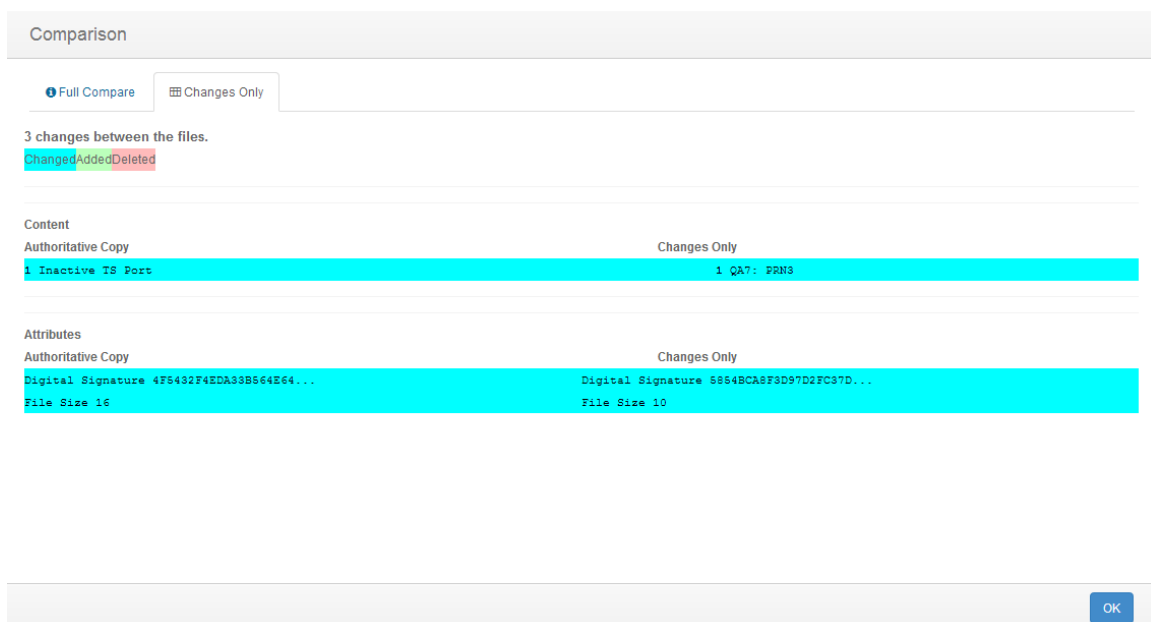 Comparison
Full Compare Changes Only
3 changes between the files.
ChangedAddedDeleted
Content
Authoritative Copy Changes Only
1 Inactive TS Port 1 QA7: PRN3
Attributes
Authoritative Copy Changes Only
Digital Signature 4F5432F4EDA33B564E64... Digital Signature 5854BCA8F3D97D2FC37D...
File Size 16 File Size 10
OK